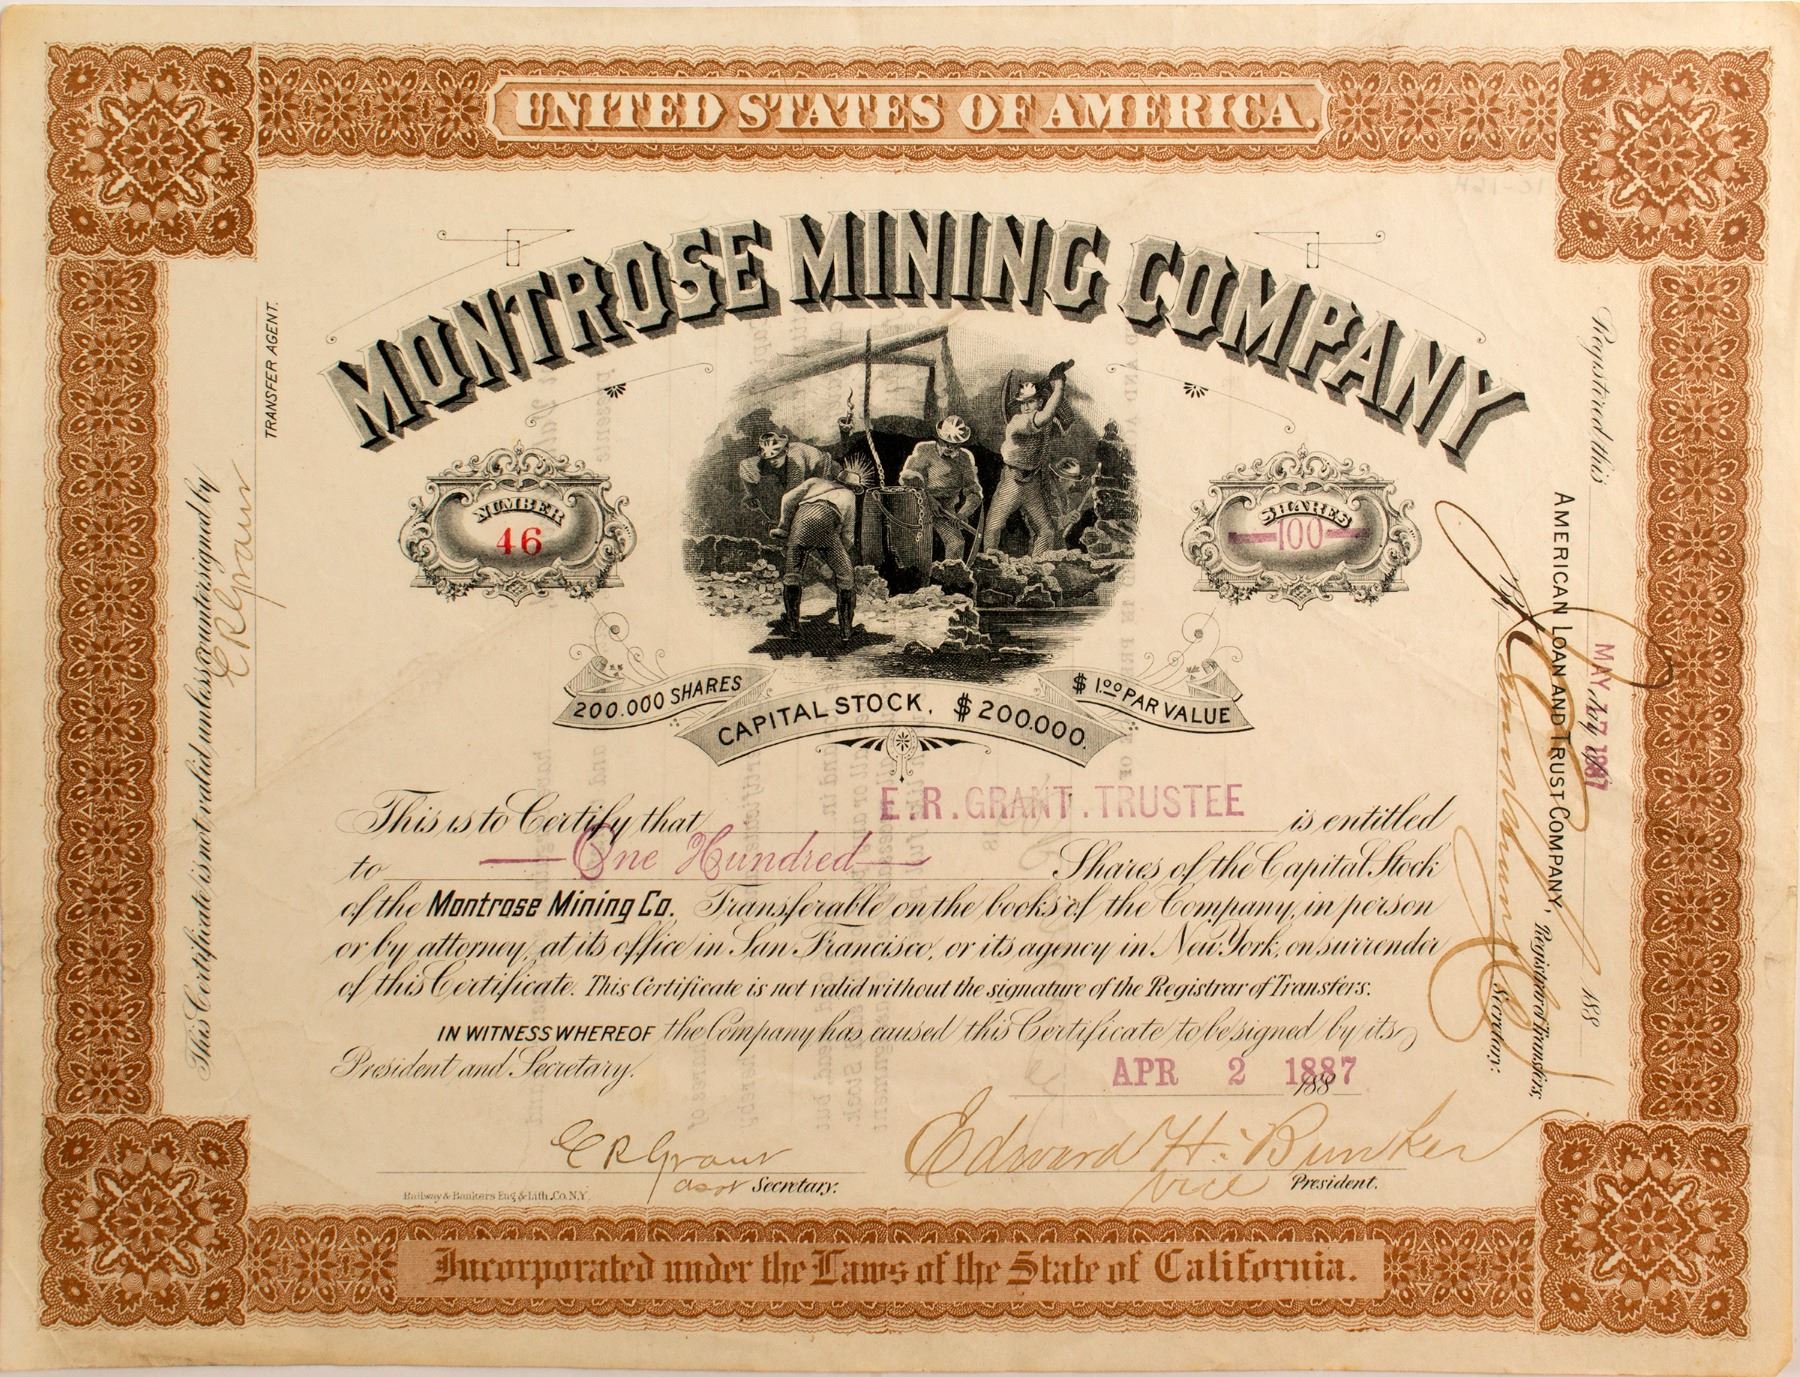 UNITED STATES OF AMERICA.
MONTROSE MINING COMPANY
NUMBER
46
SHARES
100
200.000 SHARES
CAPITAL STOCK, $200.000.
$1.00 PAR VALUE
This is to Certify that E.R. GRANT. TRUSTEE is entitled
to One Hundred Shares of the Capital Stock
of the Montrose Mining Co. Transferable on the books of the Company, in person
or by attorney, at its office in San Francisco, or its agency in New York, on surrender
of this Certificate. This Certificate is not valid without the signature of the Registrar of Transfers.
IN WITNESS WHEREOF the Company has caused this Certificate to be signed by its
President and Secretary. APR 2 1887 188
E R Grant
asst Secretary.
Edward H. Bunker
Vice President.
Railway & Bankers Eng. & Lith. Co. N.Y.
Incorporated under the Laws of the State of California.
This Certificate is not valid unless countersigned by
E R Grant
TRANSFER AGENT.
Registered this MAY 17 1887 188
AMERICAN LOAN AND TRUST COMPANY, Registrar of Transfers,
By
Secretary.